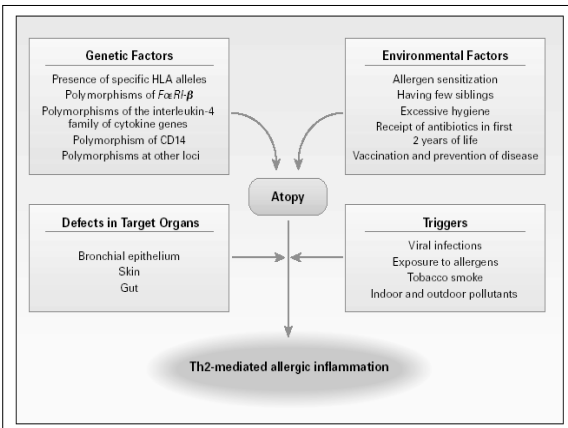 Genetic Factors
Presence of specific HLA alleles
Polymorphisms of FcεRI-β
Polymorphisms of the interleukin-4
family of cytokine genes
Polymorphism of CD14
Polymorphisms at other loci
Environmental Factors
Allergen sensitization
Having few siblings
Excessive hygiene
Receipt of antibiotics in first
2 years of life
Vaccination and prevention of disease
Atopy
Defects in Target Organs
Bronchial epithelium
Skin
Gut
Triggers
Viral infections
Exposure to allergens
Tobacco smoke
Indoor and outdoor pollutants
Th2-mediated allergic inflammation